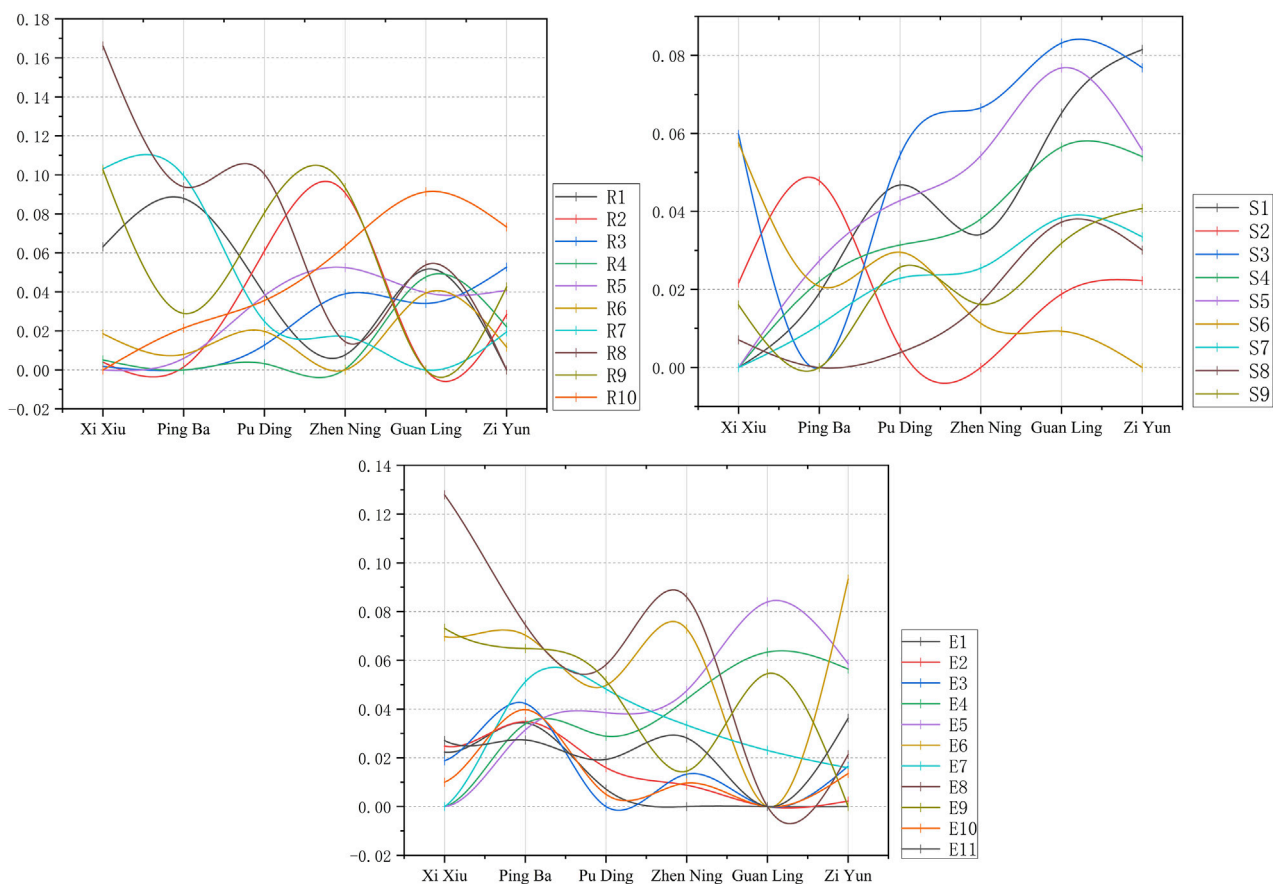 0.18
0.16
0.14
0.12
0.10
0.08
0.06
0.04
0.02
0.00
-0.02
Xi Xiu Ping Ba Pu Ding Zhen Ning Guan Ling Zi Yun
R1
R2
R3
R4
R5
R6
R7
R8
R9
R10
0.08
0.06
0.04
0.02
0.00
Xi Xiu Ping Ba Pu Ding Zhen Ning Guan Ling Zi Yun
S1
S2
S3
S4
S5
S6
S7
S8
S9
0.14
0.12
0.10
0.08
0.06
0.04
0.02
0.00
-0.02
Xi Xiu Ping Ba Pu Ding Zhen Ning Guan Ling Zi Yun
E1
E2
E3
E4
E5
E6
E7
E8
E9
E10
E11